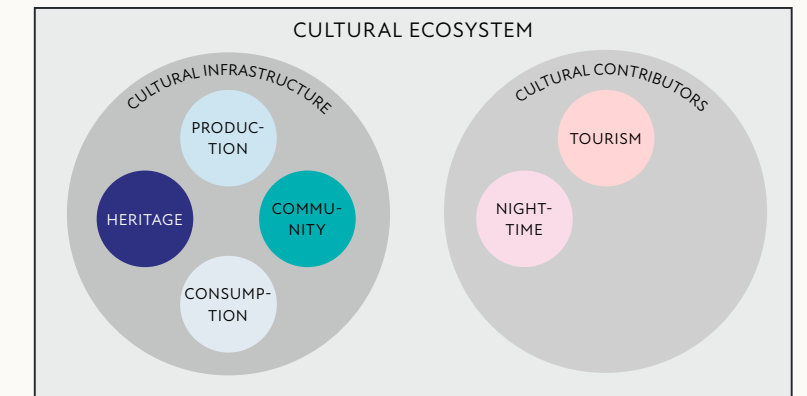 CULTURAL ECOSYSTEM
CULTURAL INFRASTRUCTURE
PRODUC-
TION
HERITAGE
COMMU-
NITY
CONSUMP-
TION
CULTURAL CONTRIBUTORS
TOURISM
NIGHT-
TIME